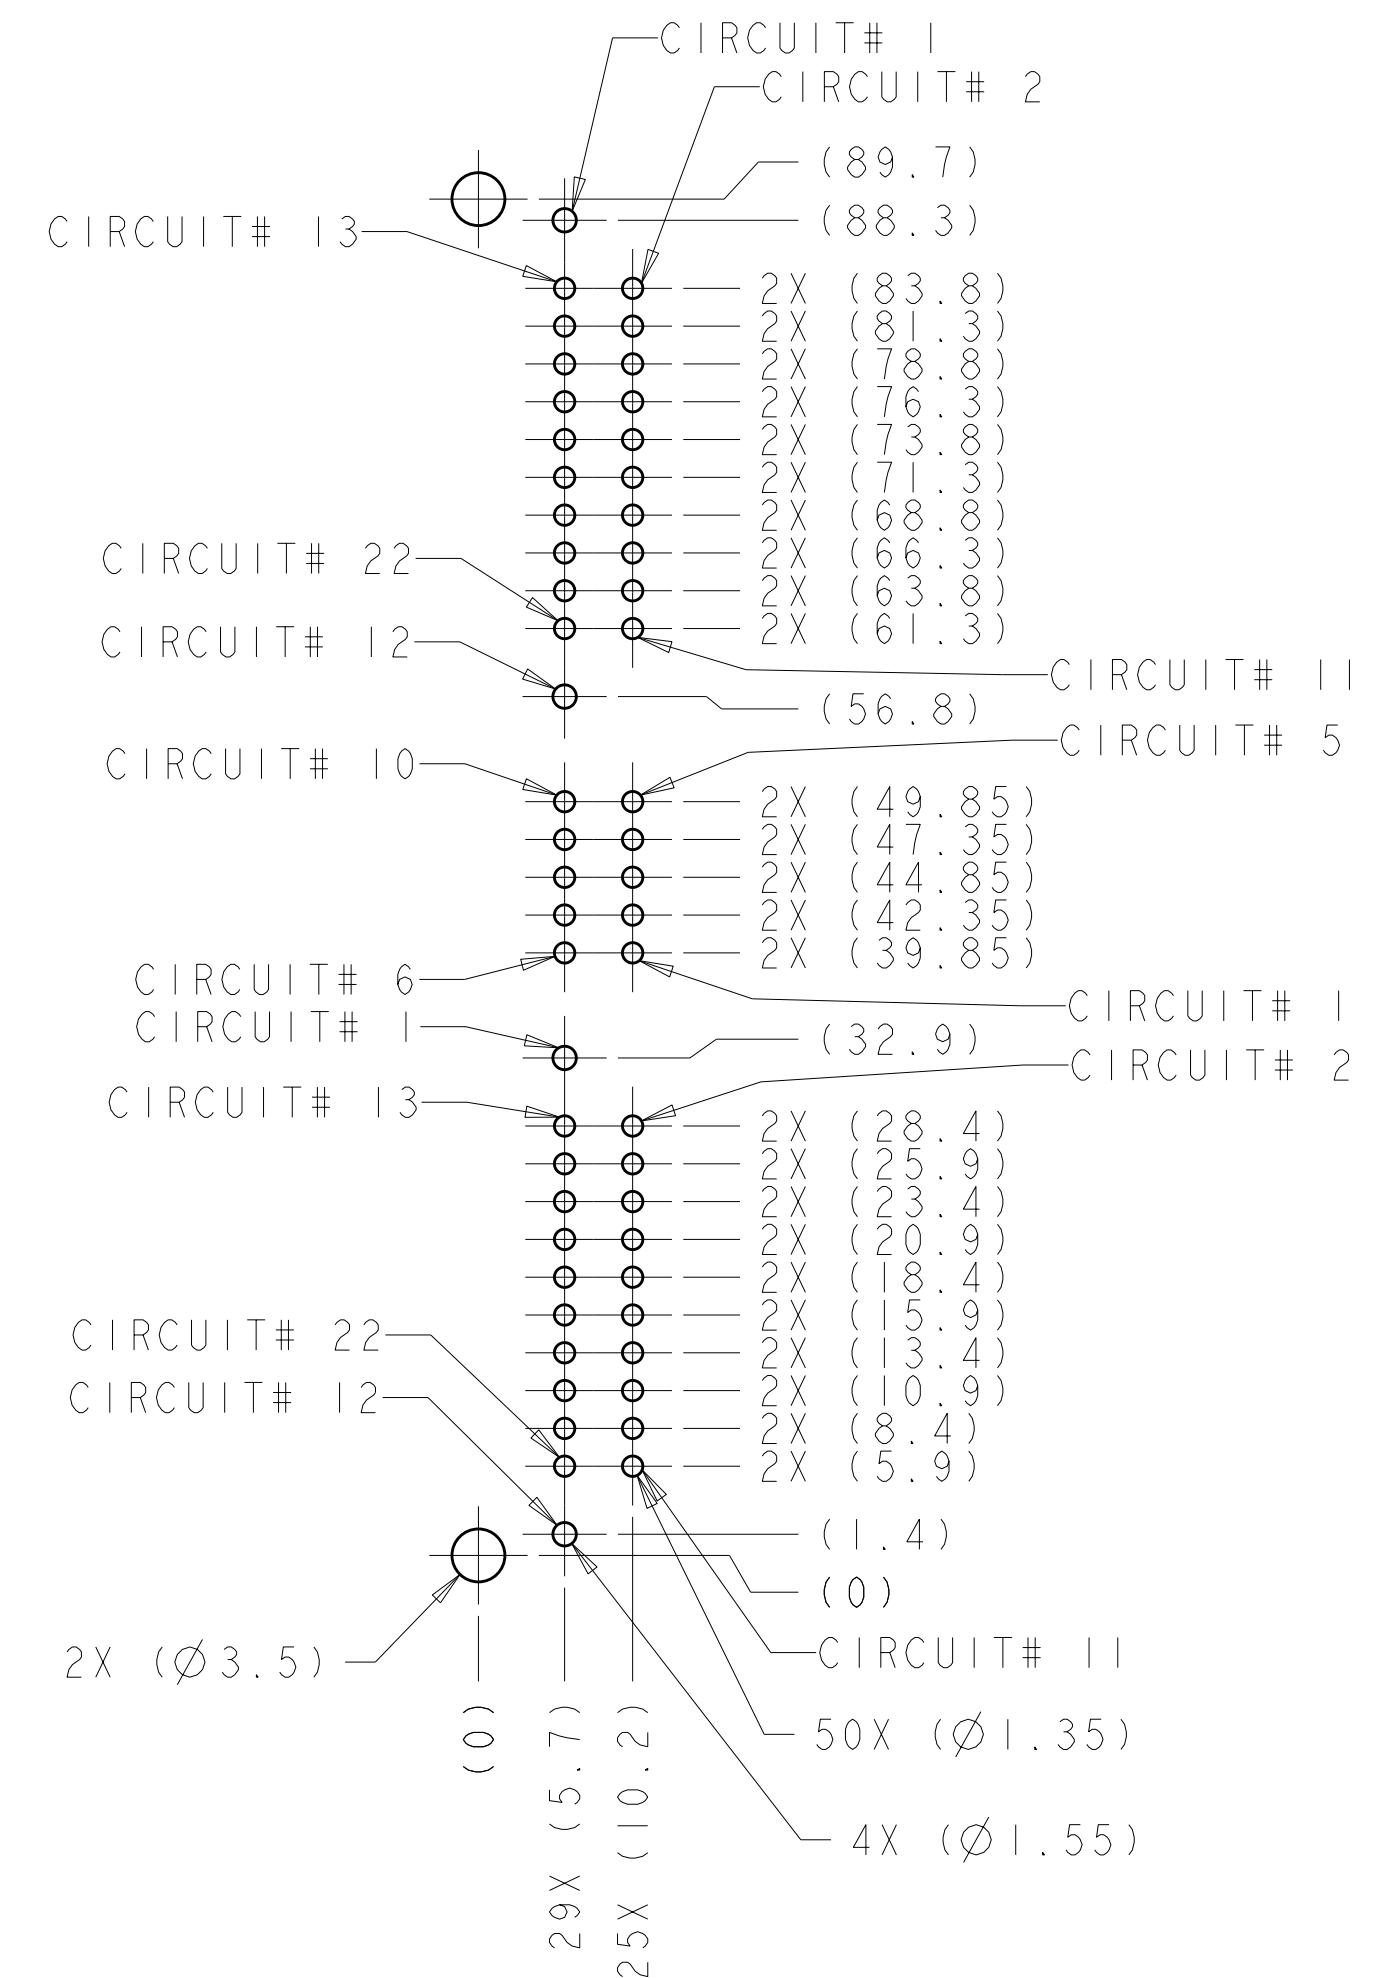 CIRCUIT# 1
CIRCUIT# 2
(89.7)
(88.3)
CIRCUIT# 13
2X (83.8)
2X (81.3)
2X (78.8)
2X (76.3)
2X (73.8)
2X (71.3)
2X (68.8)
2X (66.3)
CIRCUIT# 22
2X (63.8)
2X (61.3)
CIRCUIT# 12
CIRCUIT# 11
(56.8)
CIRCUIT# 5
CIRCUIT# 10
2X (49.85)
2X (47.35)
2X (44.85)
2X (42.35)
2X (39.85)
CIRCUIT# 6
CIRCUIT# 1
CIRCUIT# 1
(32.9)
CIRCUIT# 2
CIRCUIT# 13
2X (28.4)
2X (25.9)
2X (23.4)
2X (20.9)
2X (18.4)
2X (15.9)
CIRCUIT# 22
2X (13.4)
2X (10.9)
CIRCUIT# 12
2X (8.4)
2X (5.9)
(1.4)
(0)
CIRCUIT# 11
2X (Ø3.5)
50X (Ø1.35)
4X (Ø1.55)
(0)
29X (5.7)
25X (10.2)